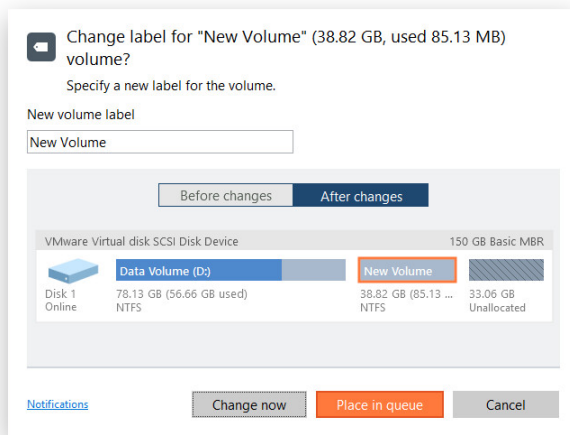 Change label for "New Volume" (38.82 GB, used 85.13 MB)
volume?
Specify a new label for the volume.
New volume label
New Volume
Before changes After changes
VMware Virtual disk SCSI Disk Device 150 GB Basic MBR
Data Volume (D:) New Volume
Disk 1 78.13 GB (56.66 GB used) 38.82 GB (85.13 ... 33.06 GB
Online NTFS NTFS Unallocated
Notifications Change now Place in queue Cancel